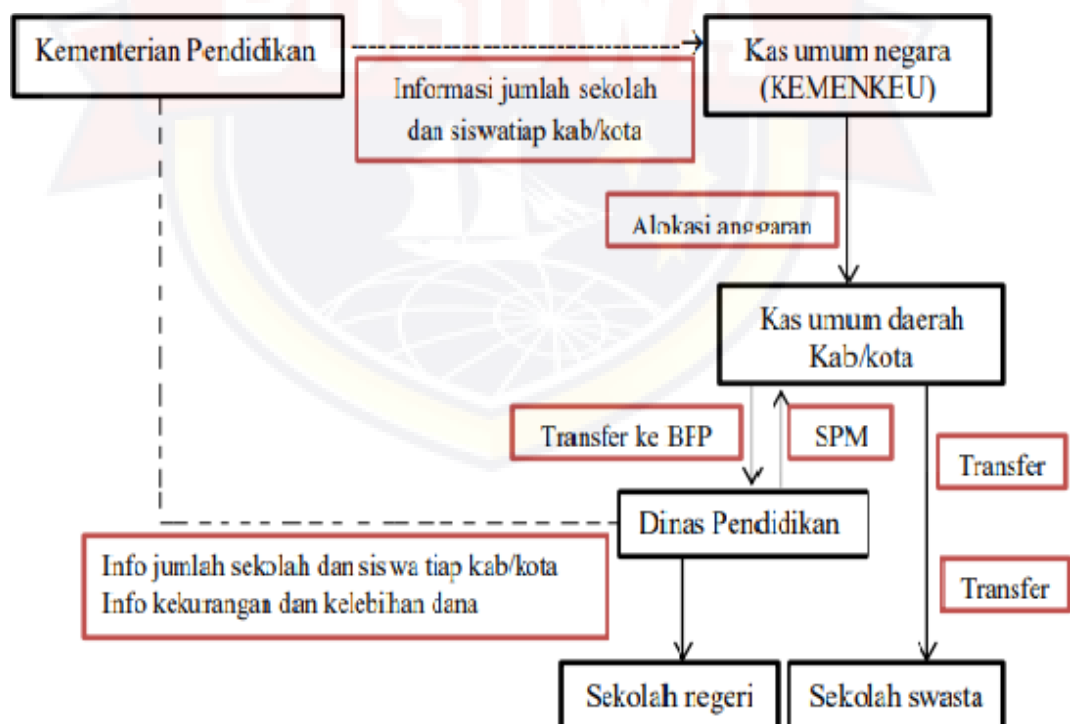 BOSOWA
Kementerian Pendidikan
Kas umum negara
(KEMENKEU)
Informasi jumlah sekolah
dan siswatiap kab/kota
Alokasi anggaran
Kas umum daerah
Kab/kota
Transfer ke BFP
SPM
Transfer
Dinas Pendidikan
Info jumlah sekolah dan siswa tiap kab/kota
Info kekurangan dan kelebihan dana
Transfer
Sekolah negeri
Sekolah swasta